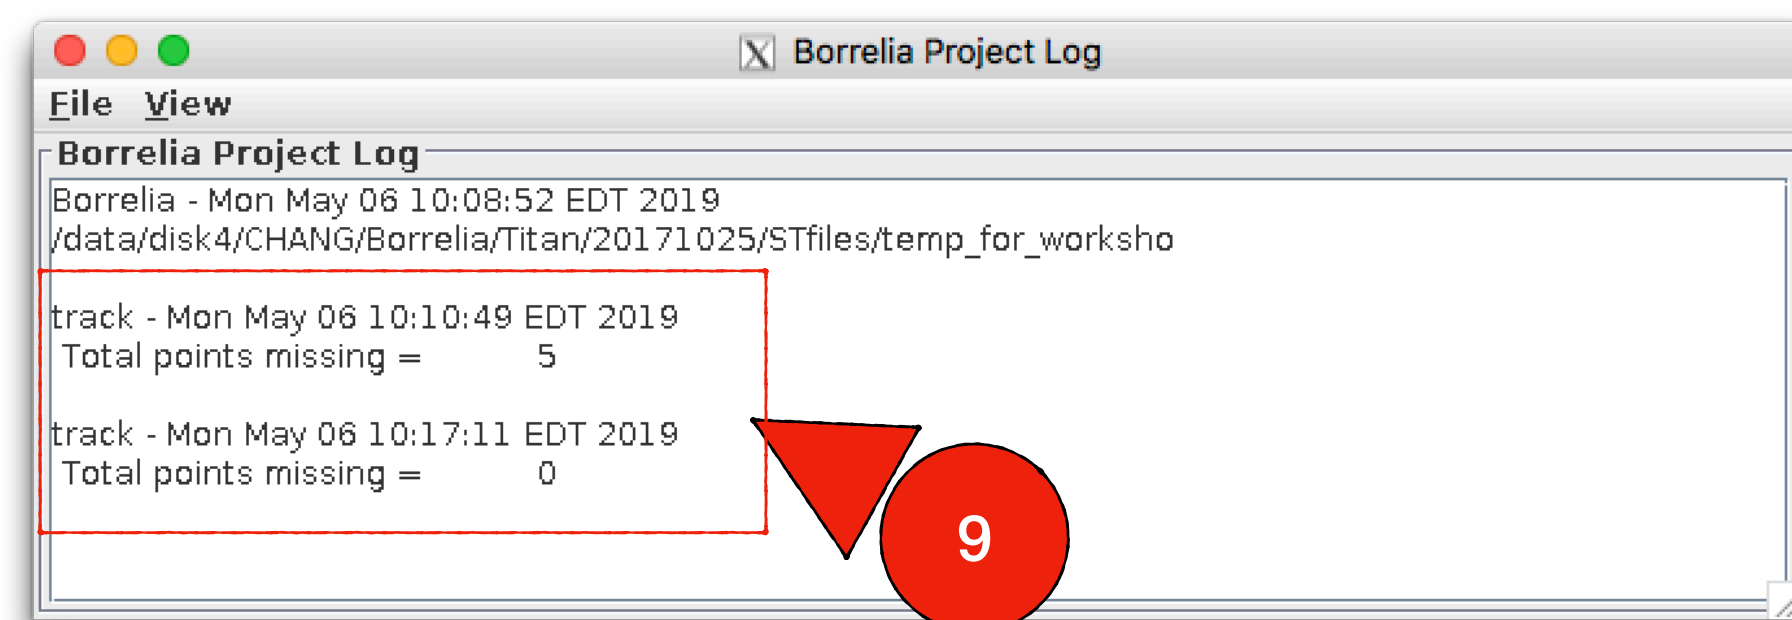 Borrelia Project Log
File View
Borrelia Project Log
Borrelia - Mon May 06 10:08:52 EDT 2019
/data/disk4/CHANG/Borrelia/Titan/20171025/STfiles/temp_for_worksho
track - Mon May 06 10:10:49 EDT 2019
Total points missing = 5
track - Mon May 06 10:17:11 EDT 2019
Total points missing = 0
9